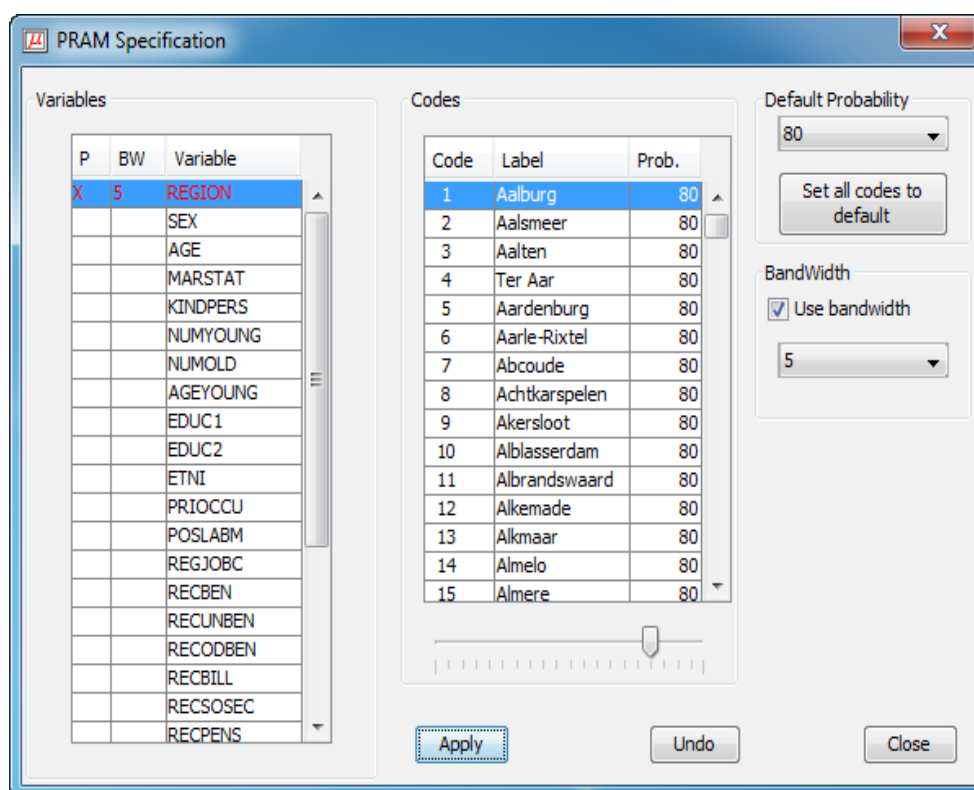 μ PRAM Specification
X
Variables
P BW Variable
X 5 REGION
SEX
AGE
MARSTAT
KINDPERS
NUMYOUNG
NUMOLD
AGEYOUNG
EDUC1
EDUC2
ETNI
PRIOCCU
POSLABM
REGJOBC
RECBEN
RECUNBEN
RECODBEN
RECBILL
RECSOSEC
RECPENS
Codes
Code Label Prob.
1 Aalburg 80
2 Aalsmeer 80
3 Aalten 80
4 Ter Aar 80
5 Aardenburg 80
6 Aarle-Rixtel 80
7 Abcoude 80
8 Achtkarspelen 80
9 Akersloot 80
10 Alblasserdam 80
11 Albrandswaard 80
12 Alkemade 80
13 Alkmaar 80
14 Almelo 80
15 Almere 80
Default Probability
80
Set all codes to
default
BandWidth
Use bandwidth
5
Apply
Undo
Close